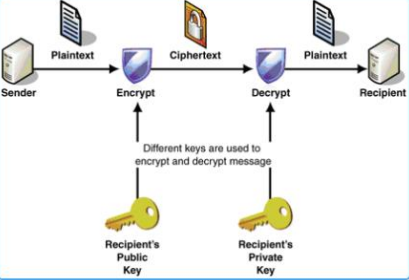 Plaintext
Ciphertext
Plaintext
Sender
Encrypt
Decrypt
Recipient
Different keys are used to
encrypt and decrypt message
Recipient's
Public
Key
Recipient's
Private
Key